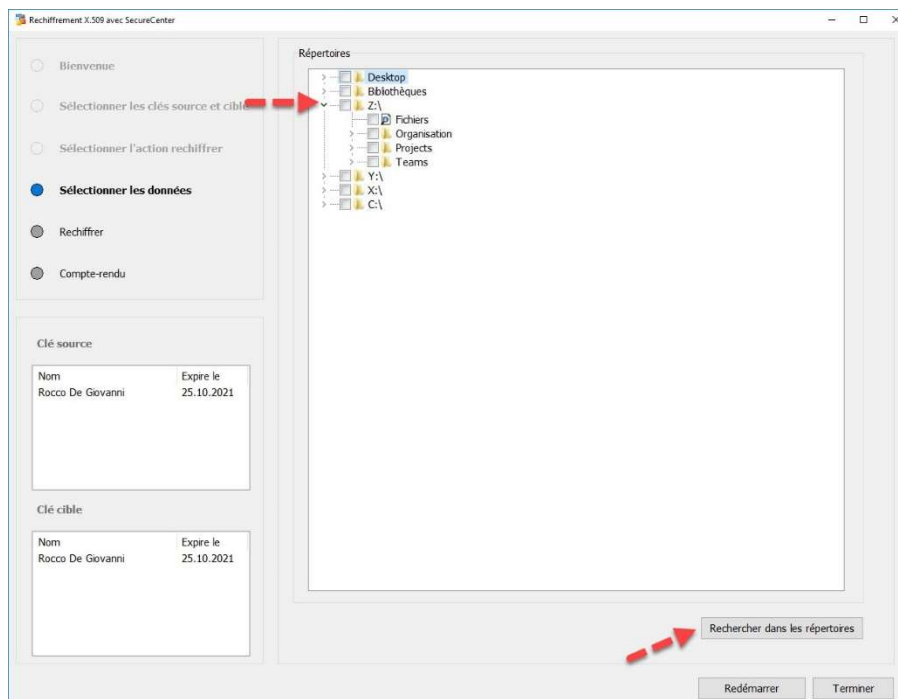 Rechiffrement X.509 avec SecureCenter
Bienvenue
Sélectionner les clés source et cible
Sélectionner l'action rechiffrer
Sélectionner les données
Rechiffrer
Compte-rendu
Clé source
Nom Expire le
Rocco De Giovanni 25.10.2021
Clé cible
Nom Expire le
Rocco De Giovanni 25.10.2021
Répertoires
Desktop
Bibliothèques
Z:\
Fichiers
Organisation
Projects
Teams
Y:\
X:\
C:\
Rechercher dans les répertoires
Redémarrer Terminer